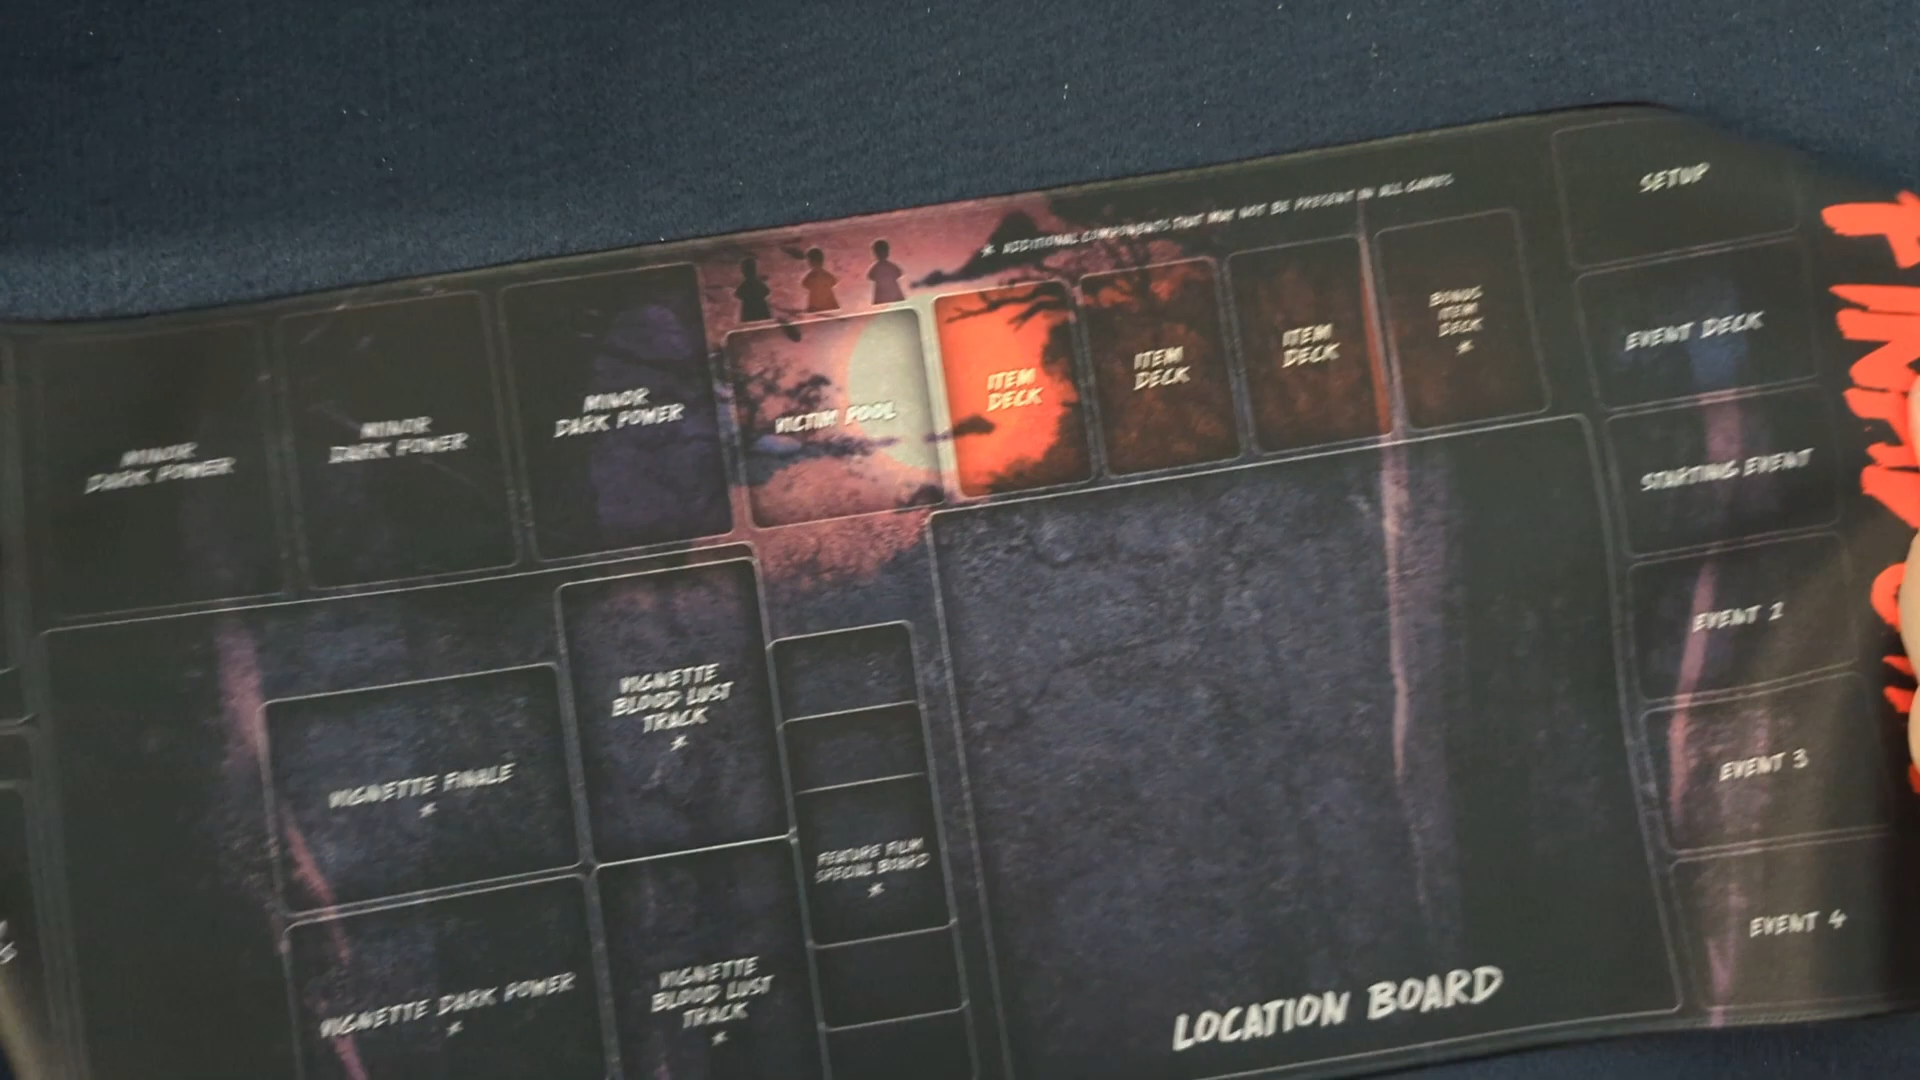 * ADDITIONAL COMPONENTS THAT MAY NOT BE PRESENT IN ALL GAMES
SETUP
MINOR
DARK POWER
MINOR
DARK POWER
MINOR
DARK POWER
VICTIM POOL
ITEM
DECK
ITEM
DECK
ITEM
DECK
BONUS
ITEM
DECK
*
EVENT DECK
STARTING EVENT
EVENT 2
EVENT 3
EVENT 4
VIGNETTE FINALE
*
VIGNETTE
BLOOD LUST
TRACK
*
FEATURE FILM
SPECIAL BOARD
*
VIGNETTE DARK POWER
*
VIGNETTE
BLOOD LUST
TRACK
*
LOCATION BOARD